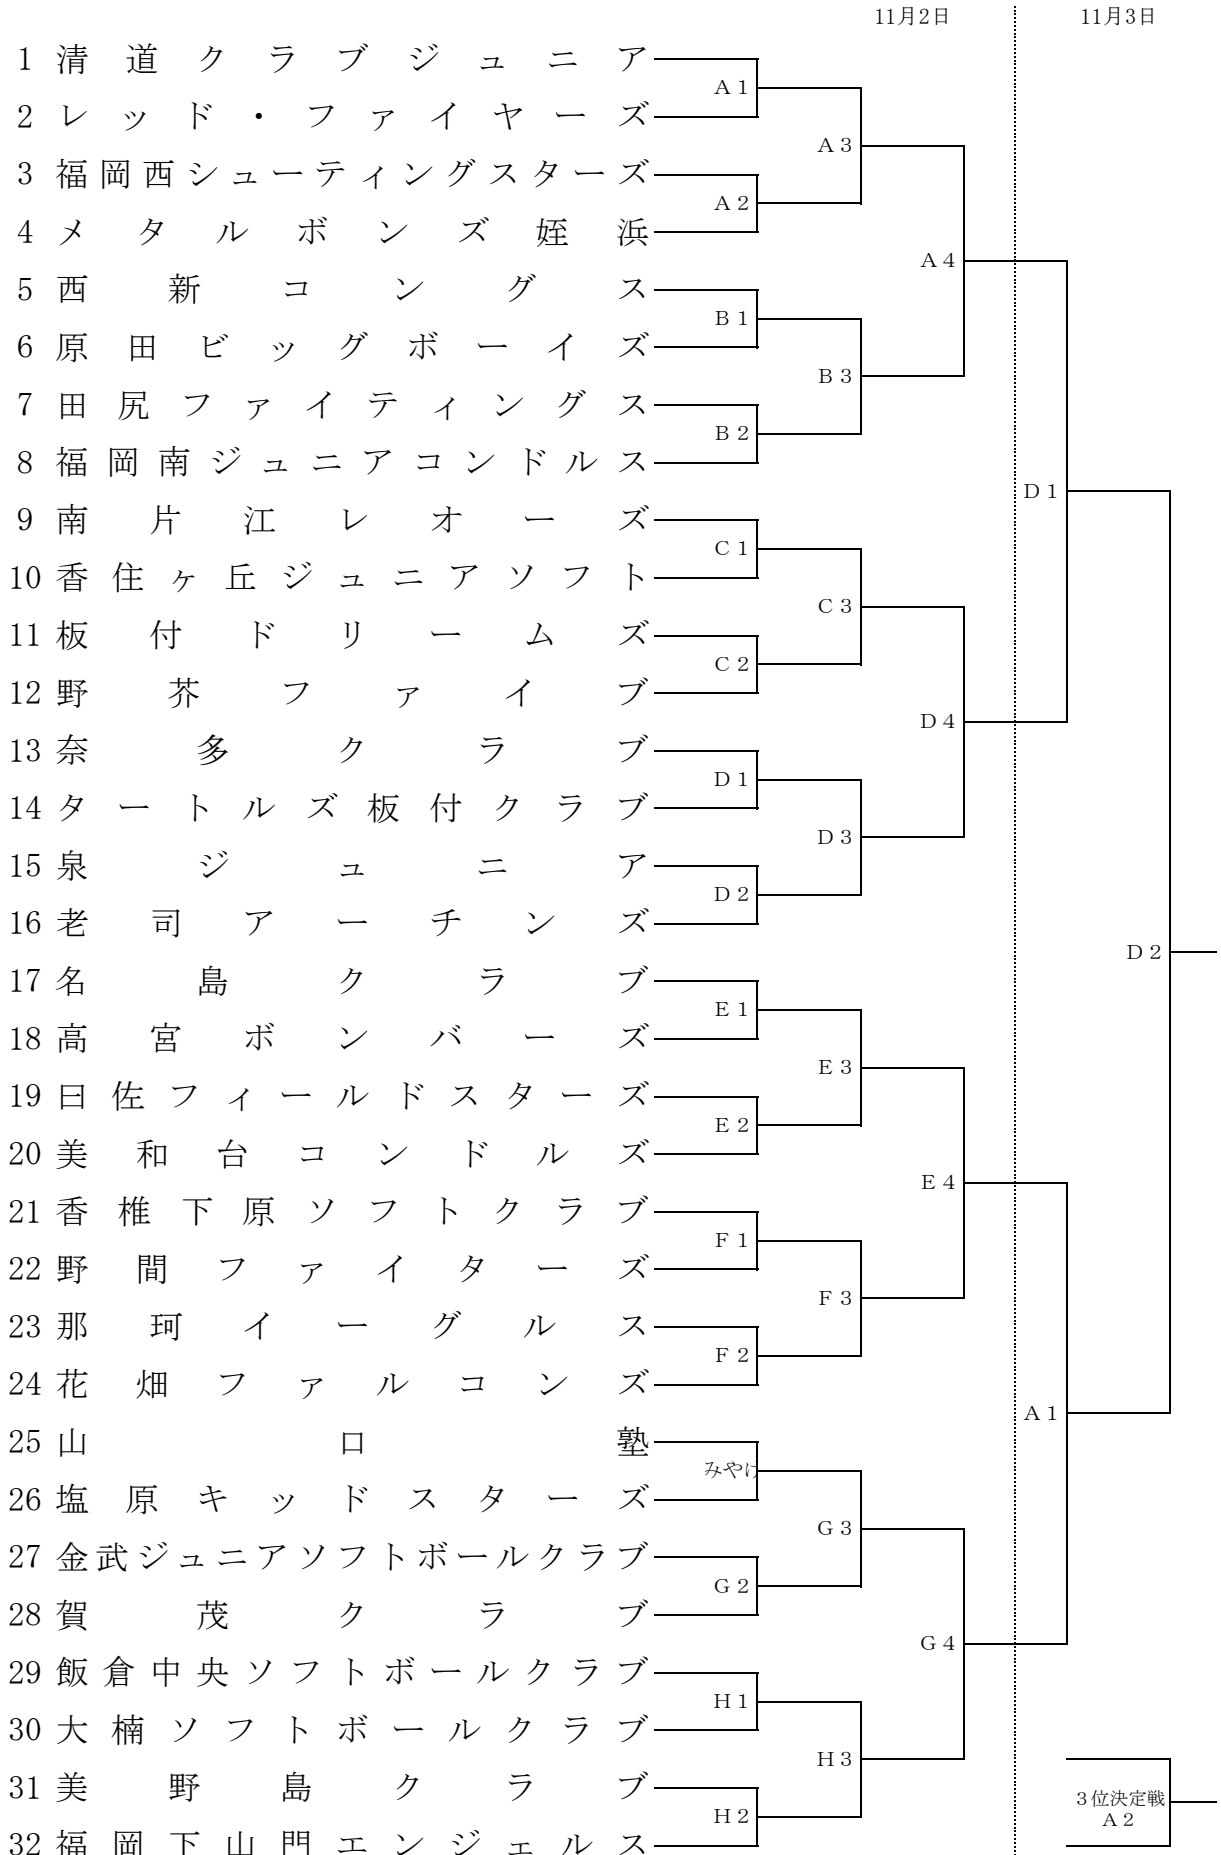 11月2日 11月3日
1 清道クラブジュニア
A1
2 レッド・ファイヤーズ
A3
3 福岡西シューティングスターズ
A2
4 メタルボンズ姪浜
A4
5 西新コングス
B1
6 原田ビッグボーイズ
B3
7 田尻ファイティングス
B2
8 福岡南ジュニアコンドルス
D1
9 南片江レオーズ
C1
10 香住ヶ丘ジュニアソフト
C3
11 板付ドリームズ
C2
12 野芥ファイブ
D4
13 奈多クラブ
D1
14 タートルズ板付クラブ
D3
15 泉ジュニア
D2
16 老司アーチンズ
D2
17 名島クラブ
E1
18 高宮ボンバーズ
E3
19 曰佐フィールドスターズ
E2
20 美和台コンドルズ
E4
21 香椎下原ソフトクラブ
F1
22 野間ファイターズ
F3
23 那珂イーグルス
F2
24 花畑ファルコンズ
A1
25 山口塾
みやけ
26 塩原キッドスターズ
G3
27 金武ジュニアソフトボールクラブ
G2
28 賀茂クラブ
G4
29 飯倉中央ソフトボールクラブ
H1
30 大楠ソフトボールクラブ
H3
31 美野島クラブ
3位決定戦
H2 A2
32 福岡下山門エンジェルス